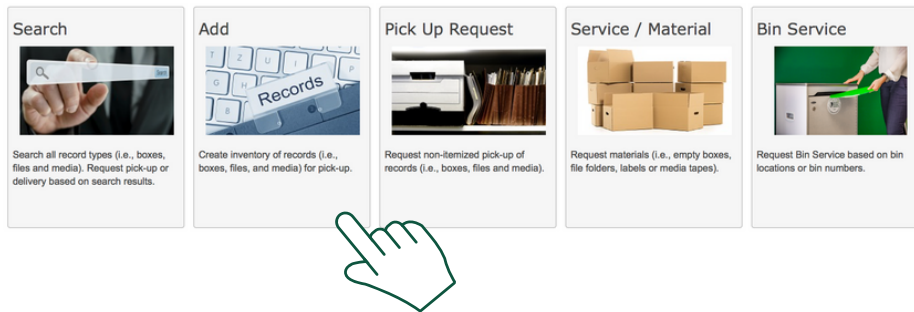 Search
Search all record types (i.e., boxes,
files and media). Request pick-up or
delivery based on search results.
Add
T Z U I
G H
Records
Create inventory of records (i.e.,
boxes, files, and media) for pick-up.
Pick Up Request
Request non-itemized pick-up of
records (i.e., boxes, files and media).
Service / Material
Request materials (i.e., empty boxes,
file folders, labels or media tapes).
Bin Service
Request Bin Service based on bin
locations or bin numbers.